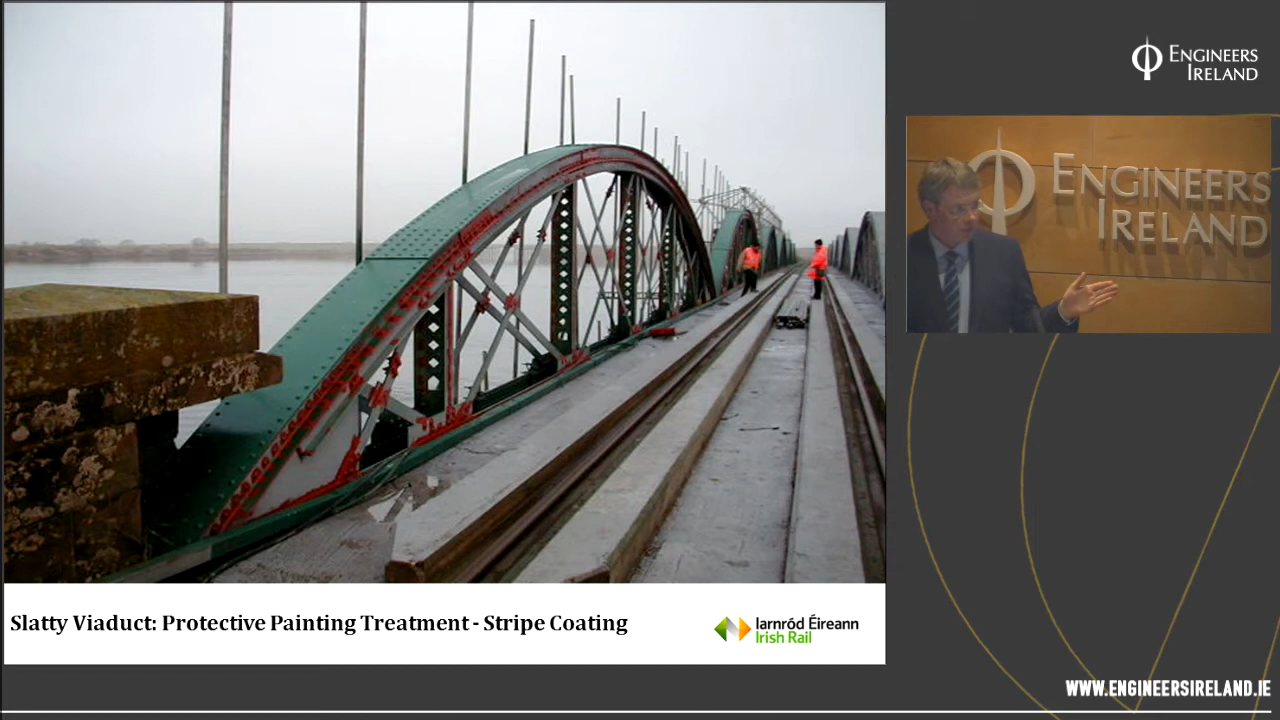 ENGINEERS
IRELAND
ENGINEERS
IRELAND
Slatty Viaduct: Protective Painting Treatment - Stripe Coating
Iarnród Éireann
Irish Rail
WWW.ENGINEERSIRELAND.IE